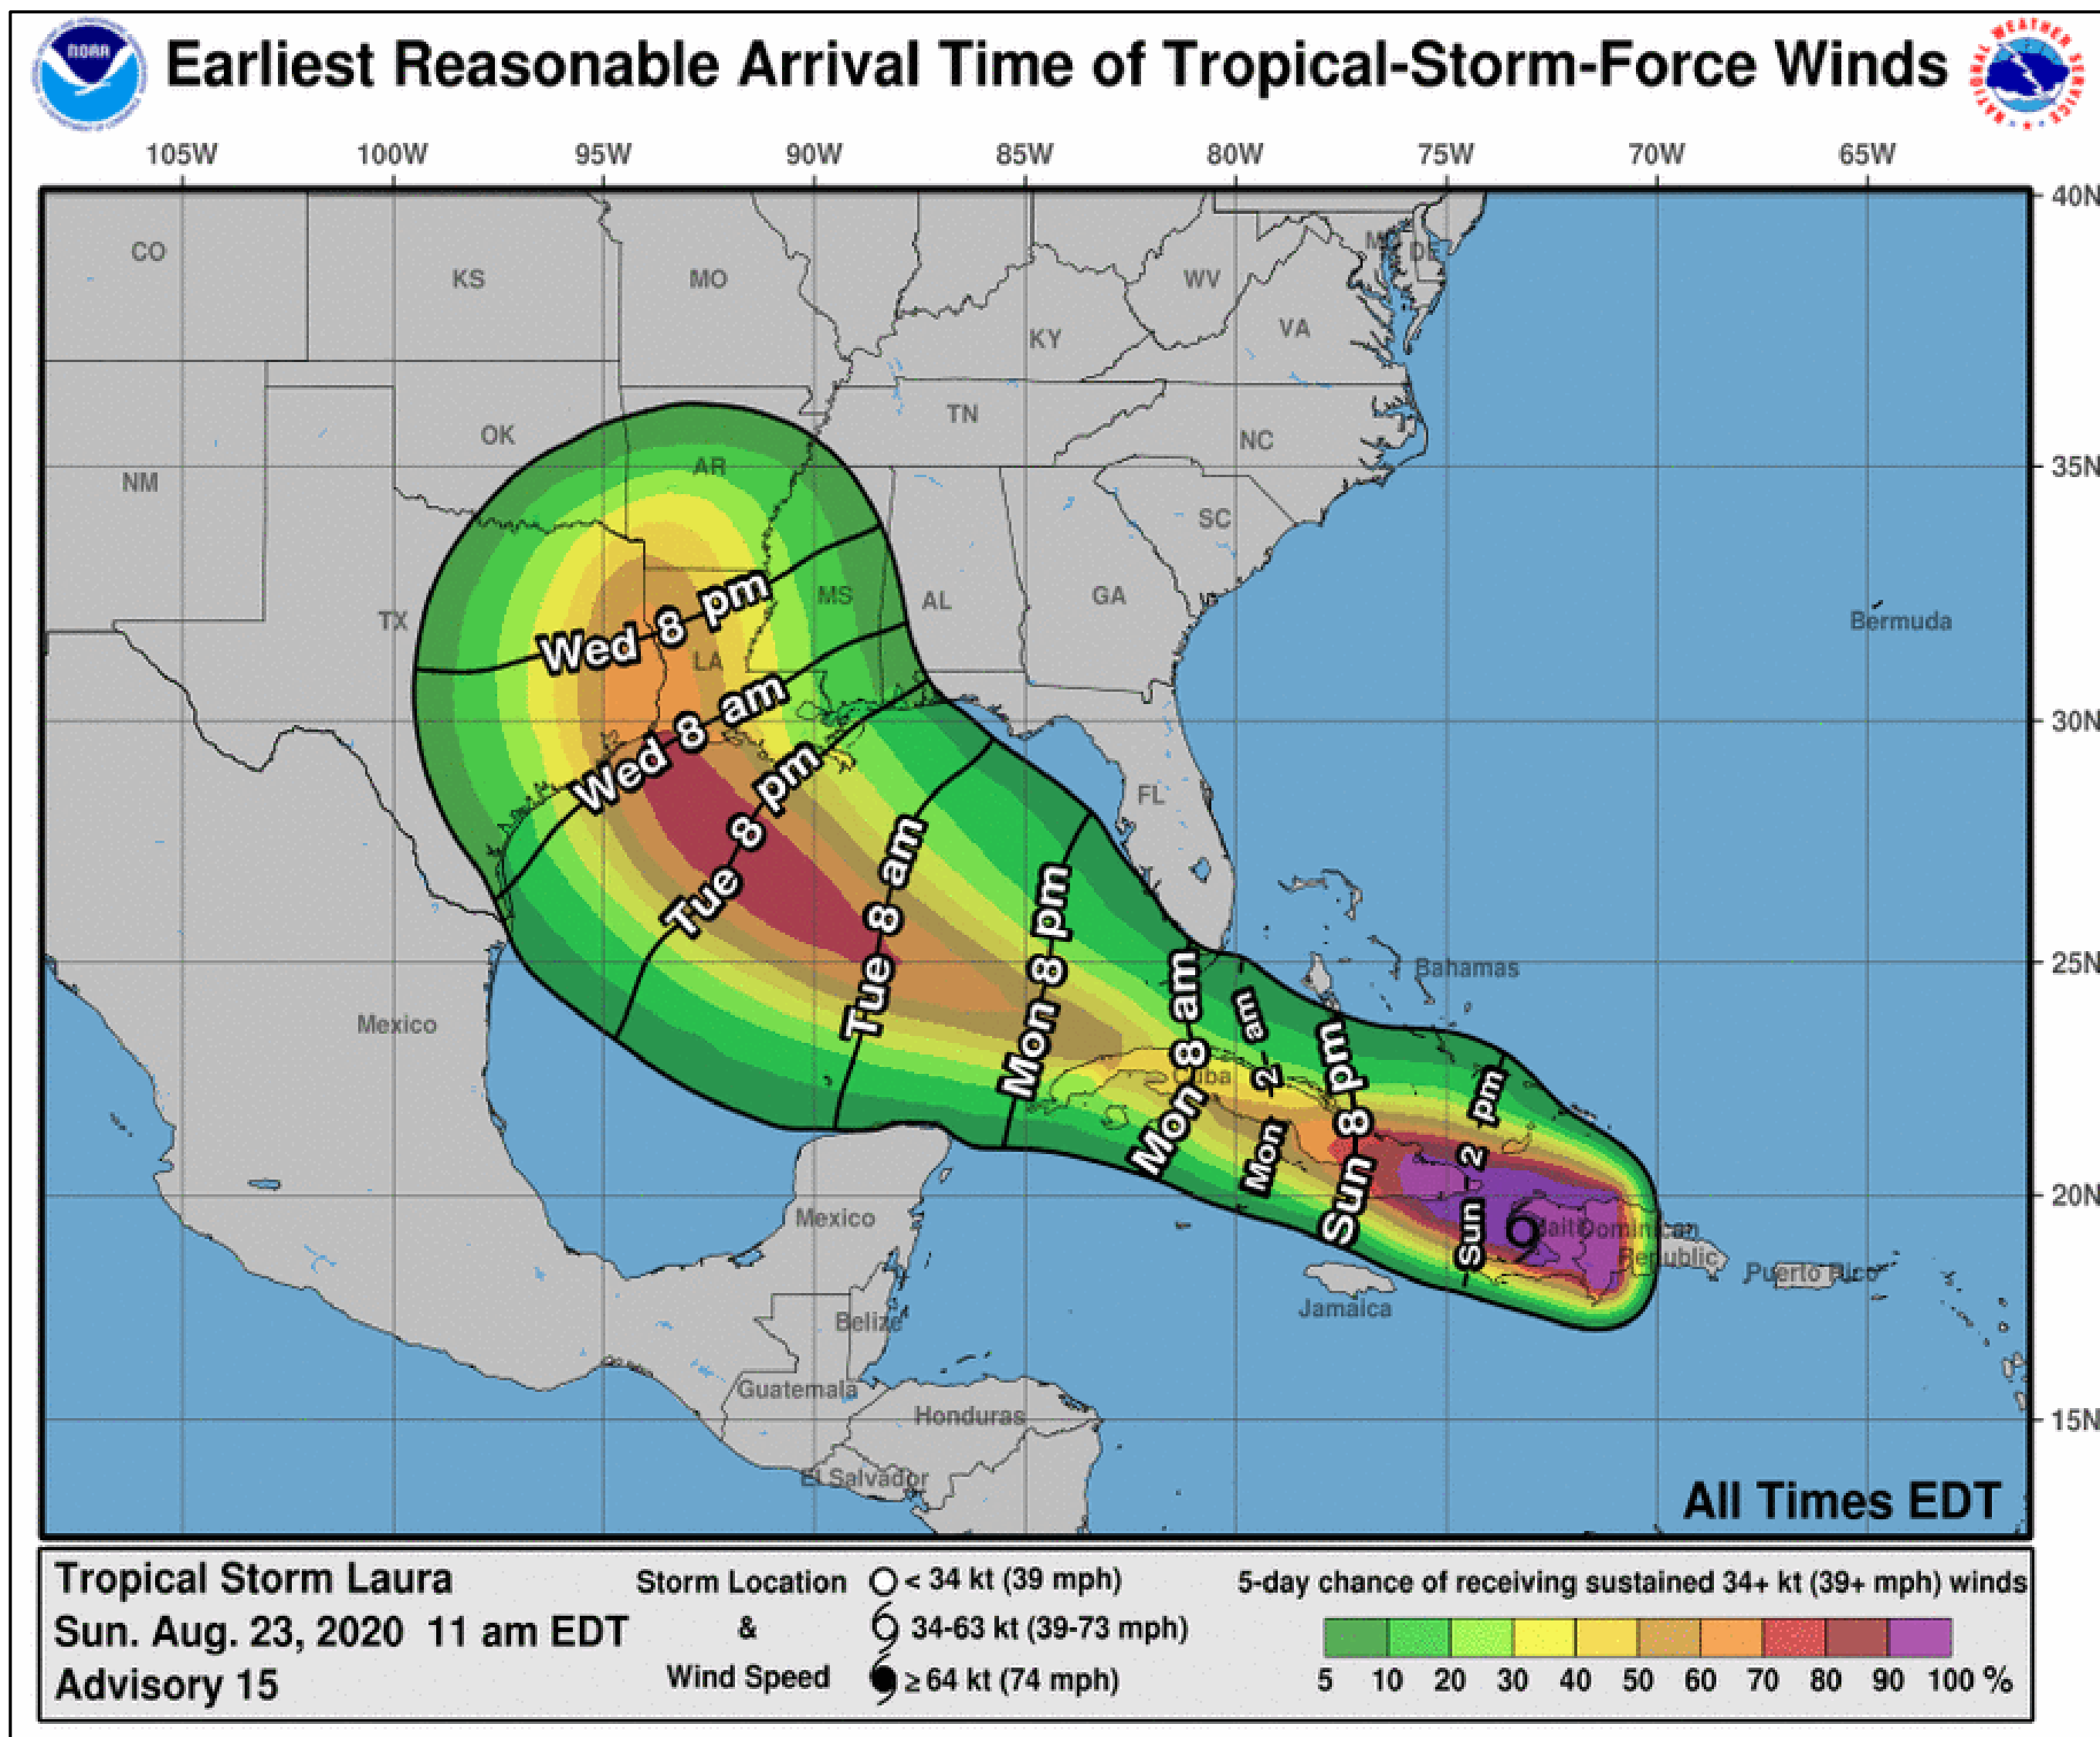 NOAA
Earliest Reasonable Arrival Time of Tropical-Storm-Force Winds
NATIONAL WEATHER SERVICE
105W 100W 95W 90W 85W 80W 75W 70W 65W
40N
35N
30N
25N
20N
15N
CO
KS
MO
KY
WV
VA
MD
DE
NM
OK
AR
TN
NC
SC
TX
LA
MS
AL
GA
FL
Bermuda
Bahamas
Mexico
Cuba
Mexico
Haiti
Dominican
Republic
Puerto Rico
Jamaica
Belize
Guatemala
Honduras
El Salvador
Wed 8 pm
Wed 8 am
Tue 8 pm
Tue 8 am
Mon 8 pm
Mon 8 am
Mon 2 am
Sun 8 pm
Sun 2 pm
All Times EDT
Tropical Storm Laura
Sun. Aug. 23, 2020 11 am EDT
Advisory 15
Storm Location
&
Wind Speed
< 34 kt (39 mph)
34-63 kt (39-73 mph)
≥ 64 kt (74 mph)
5-day chance of receiving sustained 34+ kt (39+ mph) winds
5 10 20 30 40 50 60 70 80 90 100 %